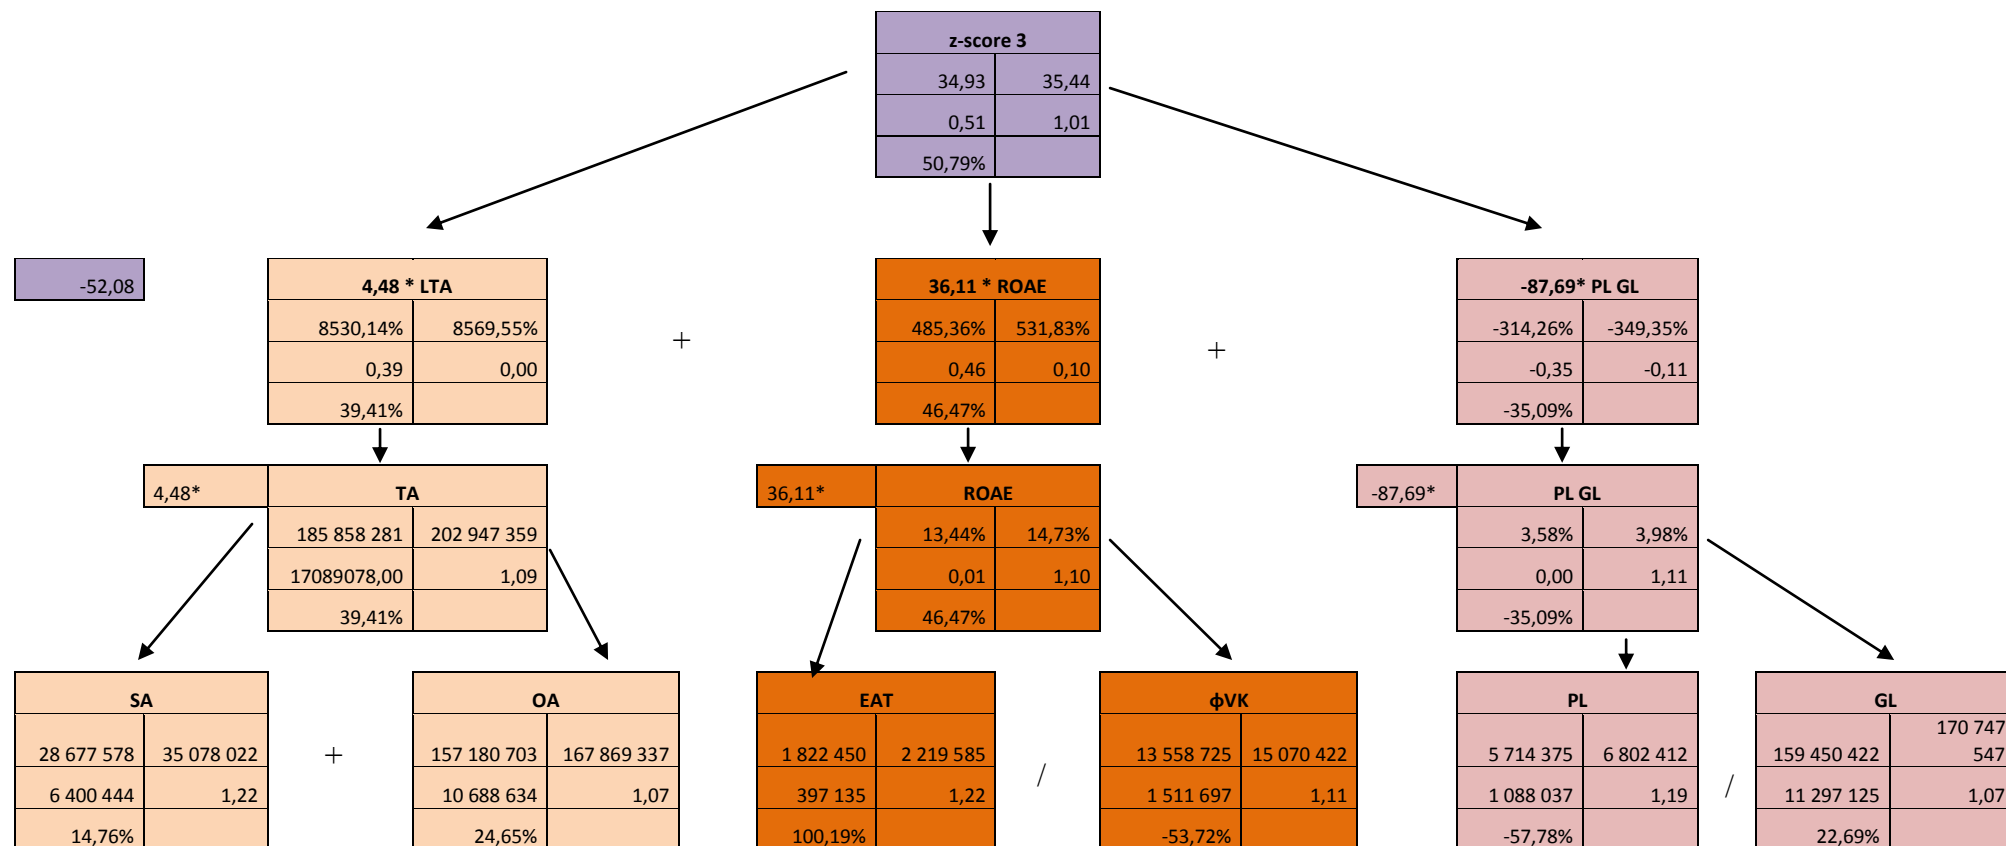 z-score 3
34,93 35,44
0,51 1,01
50,79%
-52,08
4,48 * LTA
8530,14% 8569,55%
0,39 0,00
39,41%
+
36,11 * ROAE
485,36% 531,83%
0,46 0,10
46,47%
+
-87,69* PL GL
-314,26% -349,35%
-0,35 -0,11
-35,09%
4,48* TA
185 858 281 202 947 359
17089078,00 1,09
39,41%
36,11* ROAE
13,44% 14,73%
0,01 1,10
46,47%
-87,69* PL GL
3,58% 3,98%
0,00 1,11
-35,09%
SA
28 677 578 35 078 022
6 400 444 1,22
14,76%
+
OA
157 180 703 167 869 337
10 688 634 1,07
24,65%
EAT
1 822 450 2 219 585
397 135 1,22
100,19%
/
φVK
13 558 725 15 070 422
1 511 697 1,11
-53,72%
PL
5 714 375 6 802 412
1 088 037 1,19
-57,78%
/
GL
159 450 422 170 747
547
11 297 125 1,07
22,69%